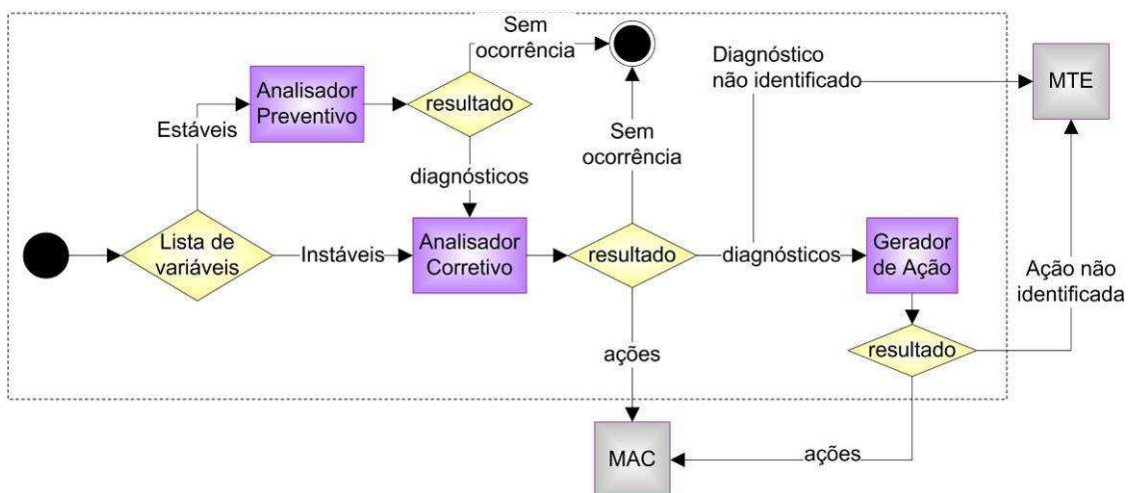 Sem
ocorrência
Diagnóstico
não identificado
MTE
Analisador
Preventivo
resultado
Estáveis
Sem
ocorrência
diagnósticos
Lista de
variáveis
Instáveis
Analisador
Corretivo
resultado
diagnósticos
Gerador
de Ação
Ação não
identificada
ações
resultado
MAC
ações